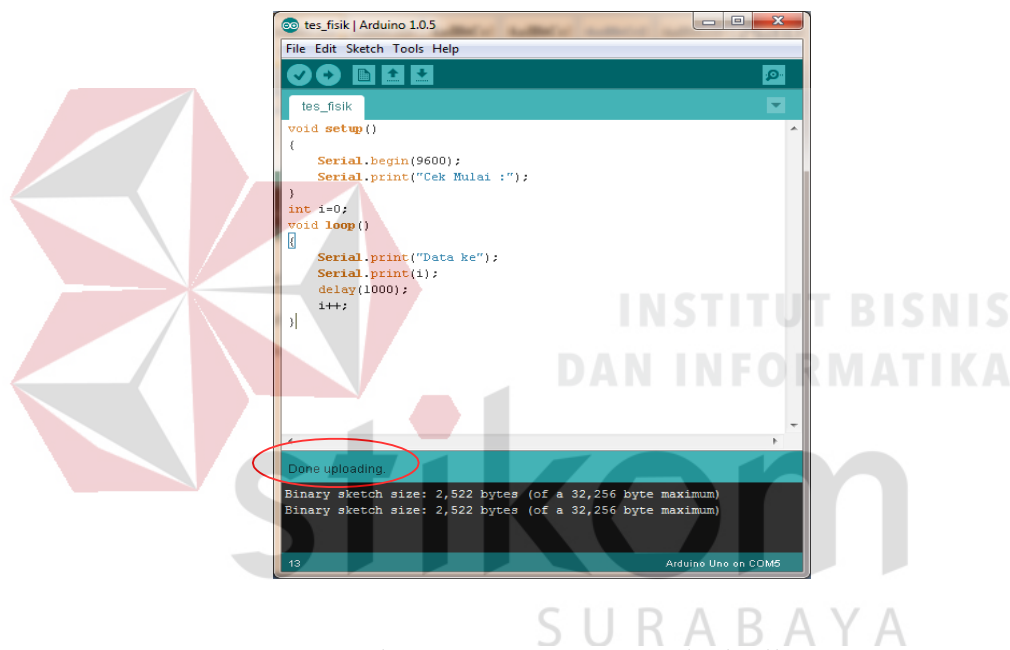 tes_fisik | Arduino 1.0.5
File Edit Sketch Tools Help
tes_fisik
void setup()
{
    Serial.begin(9600);
    Serial.print("Cek Mulai :");
}
int i=0;
void loop()
{
    Serial.print("Data ke");
    Serial.print(i);
    delay(1000);
    i++;
}
INSTITUT BISNIS
DAN INFORMATIKA
stikom
SURABAYA
Done uploading.
Binary sketch size: 2,522 bytes (of a 32,256 byte maximum)
Binary sketch size: 2,522 bytes (of a 32,256 byte maximum)
13
Arduino Uno on COM5